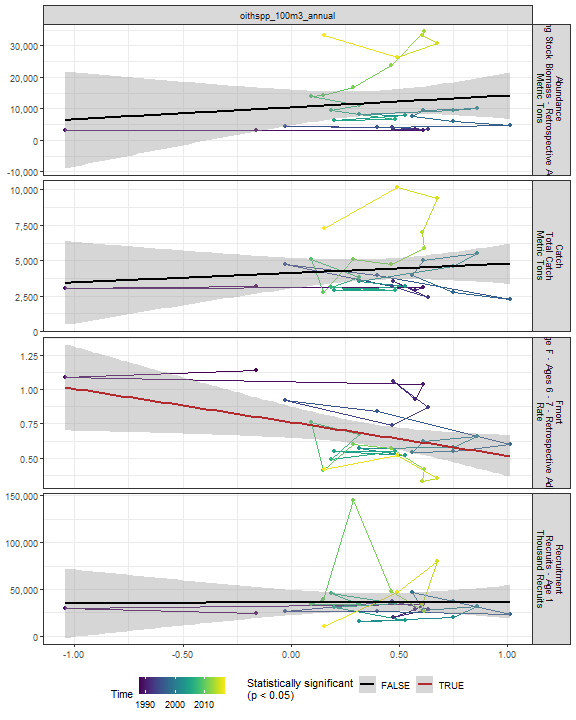 oithspp_100m3_annual
30,000
20,000
10,000
0
-10,000
Abundance
ng Stock Biomass - Retrospective A
Metric Tons
10,000
7,500
5,000
2,500
0
Catch
Total Catch
Metric Tons
1.25
1.00
0.75
0.50
Fmort
ge F - Ages 6 - 7 - Retrospective Ad
Rate
150,000
100,000
50,000
0
Recruitment
Recruits - Age 1
Thousand Recruits
-1.00
-0.50
0.00
0.50
1.00
Time
1990 2000 2010
Statistically significant
(p < 0.05)
FALSE
TRUE